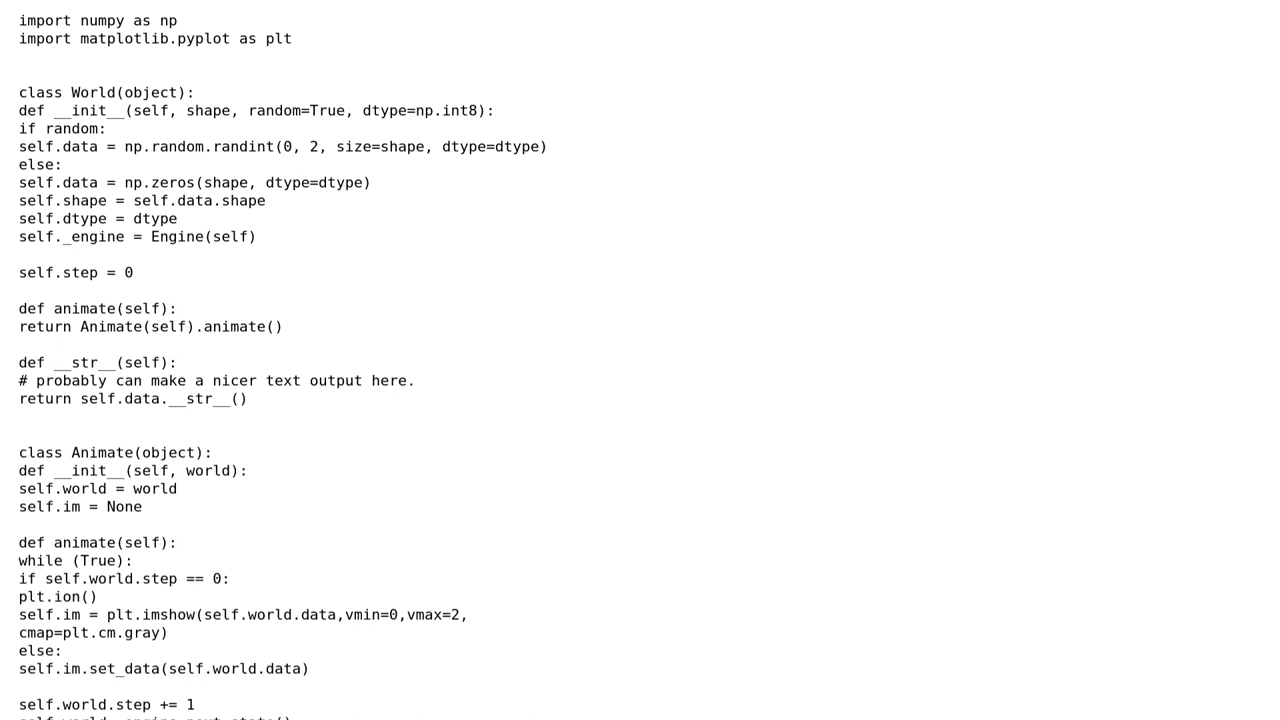 import numpy as np
import matplotlib.pyplot as plt
class World(object):
def __init__(self, shape, random=True, dtype=np.int8):
if random:
self.data = np.random.randint(0, 2, size=shape, dtype=dtype)
else:
self.data = np.zeros(shape, dtype=dtype)
self.shape = self.data.shape
self.dtype = dtype
self._engine = Engine(self)
self.step = 0
def animate(self):
return Animate(self).animate()
def __str__(self):
# probably can make a nicer text output here.
return self.data.__str__()
class Animate(object):
def __init__(self, world):
self.world = world
self.im = None
def animate(self):
while (True):
if self.world.step == 0:
plt.ion()
self.im = plt.imshow(self.world.data,vmin=0,vmax=2,
cmap=plt.cm.gray)
else:
self.im.set_data(self.world.data)
self.world.step += 1